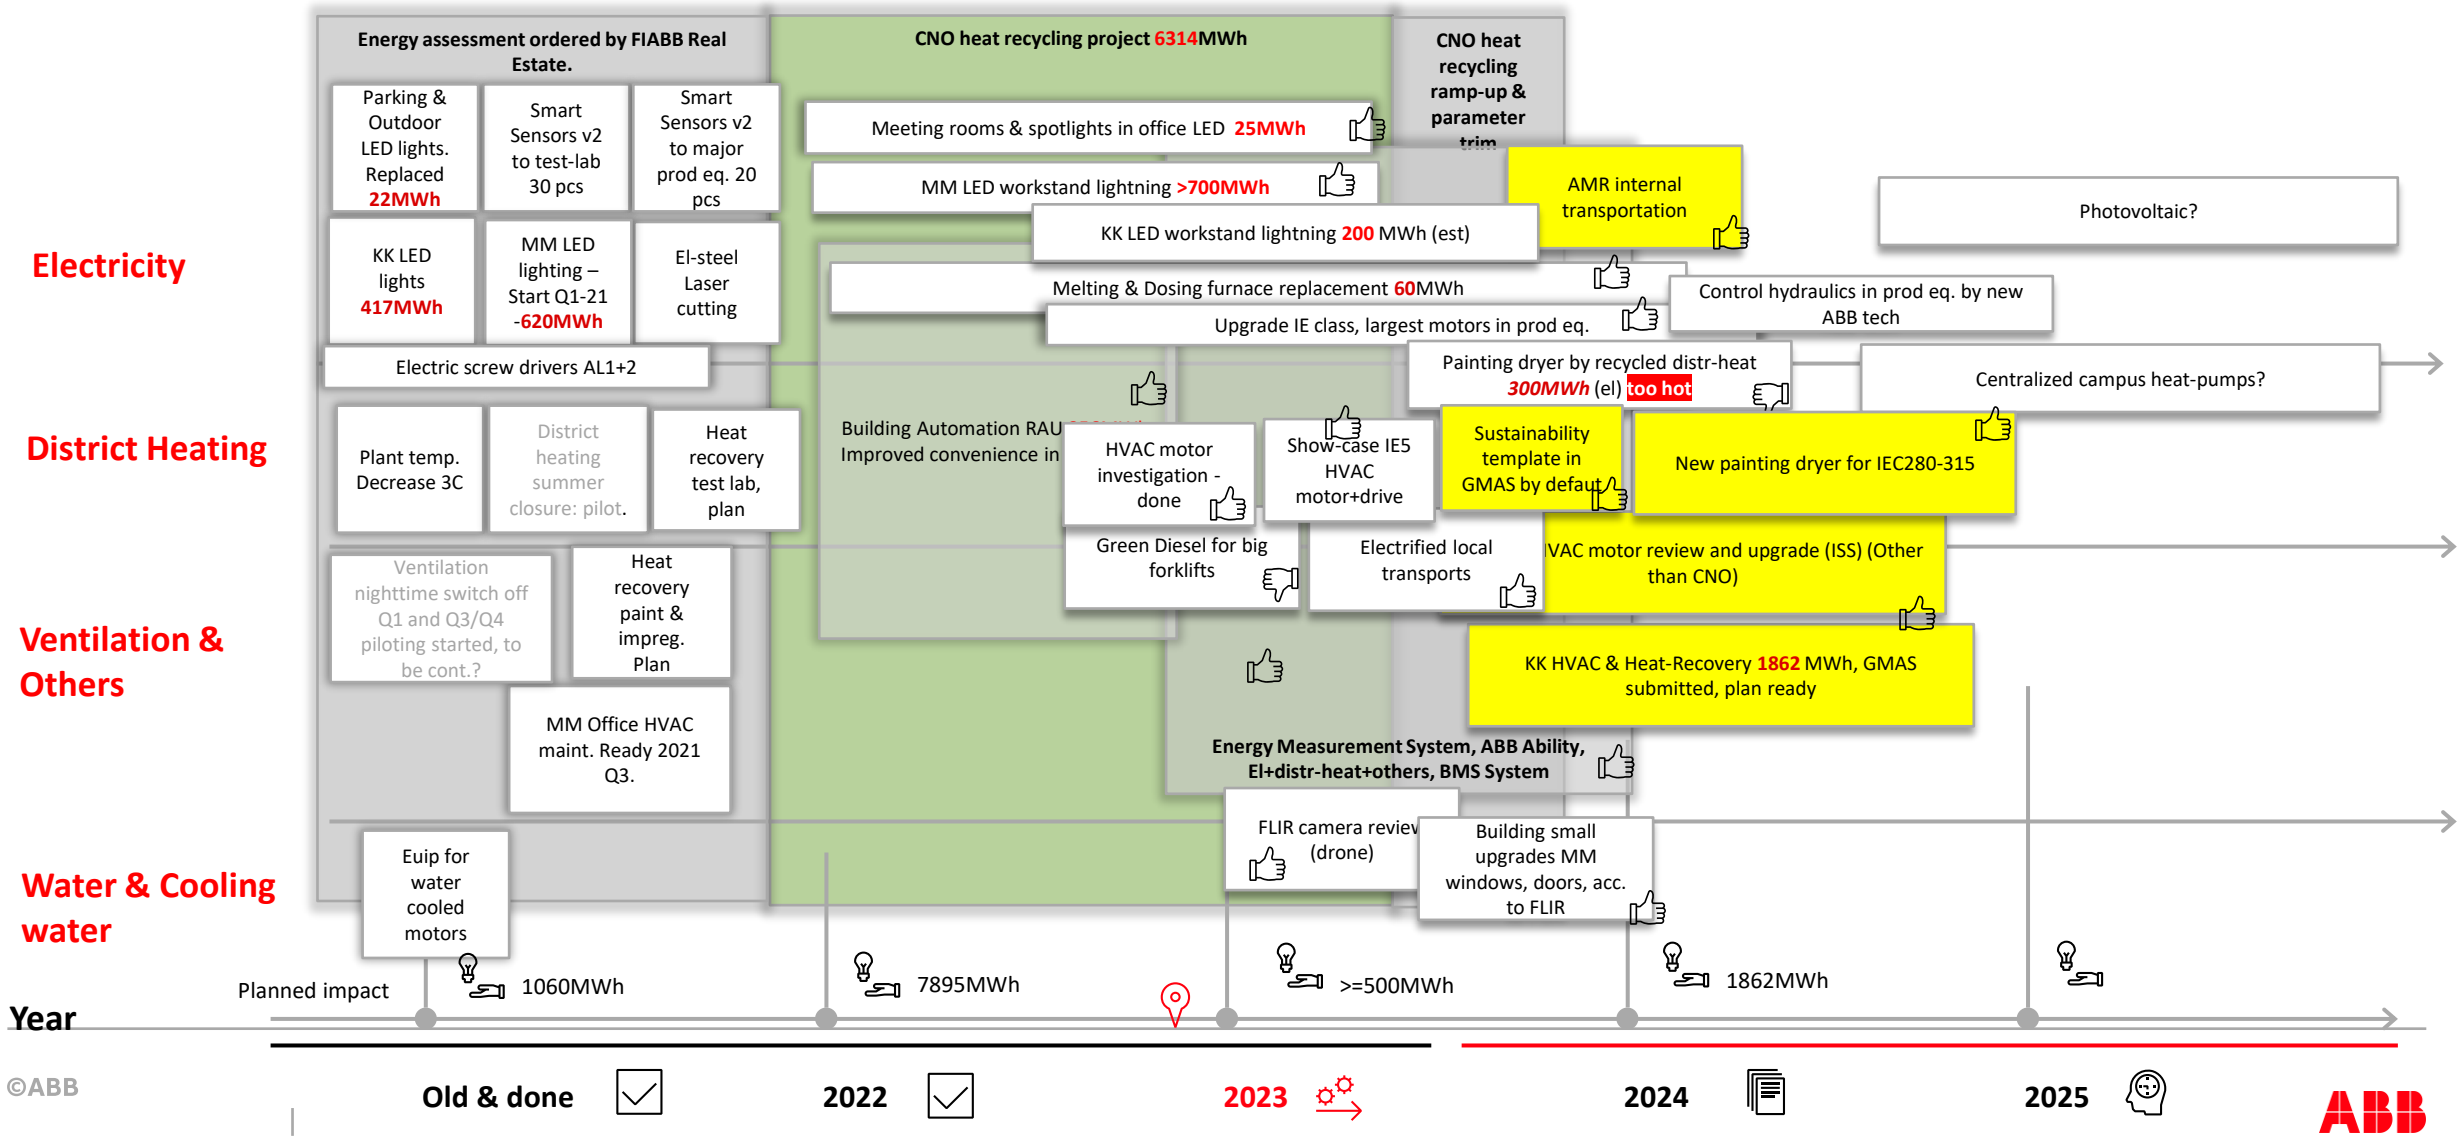 Energy assessment ordered by FIABB Real
Estate.
CNO heat recycling project 6314MWh
CNO heat
recycling
ramp-up &
parameter
trim
Parking &
Outdoor
LED lights.
Replaced
22MWh
Smart
Sensors v2
to test-lab
30 pcs
Smart
Sensors v2
to major
prod eq. 20
pcs
Meeting rooms & spotlights in office LED 25MWh
MM LED workstand lightning >700MWh
KK LED workstand lightning 200 MWh (est)
AMR internal
transportation
Photovoltaic?
Electricity
KK LED
lights
417MWh
MM LED
lighting –
Start Q1-21
-620MWh
El-steel
Laser
cutting
Melting & Dosing furnace replacement 60MWh
Control hydraulics in prod eq. by new
ABB tech
Upgrade IE class, largest motors in prod eq.
Electric screw drivers AL1+2
Painting dryer by recycled distr-heat
300MWh (el) too hot
Centralized campus heat-pumps?
District Heating
Plant temp.
Decrease 3C
District
heating
summer
closure: pilot.
Heat
recovery
test lab,
plan
Building Automation RAU
Improved convenience in
HVAC motor
investigation -
done
Show-case IE5
HVAC
motor+drive
Sustainability
template in
GMAS by defaut
New painting dryer for IEC280-315
Ventilation &
Others
Ventilation
nighttime switch off
Q1 and Q3/Q4
piloting started, to
be cont.?
Heat
recovery
paint &
impreg.
Plan
Green Diesel for big
forklifts
Electrified local
transports
VAC motor review and upgrade (ISS) (Other
than CNO)
KK HVAC & Heat-Recovery 1862 MWh, GMAS
submitted, plan ready
MM Office HVAC
maint. Ready 2021
Q3.
Energy Measurement System, ABB Ability,
El+distr-heat+others, BMS System
Water & Cooling
water
Euip for
water
cooled
motors
FLIR camera review
(drone)
Building small
upgrades MM
windows, doors, acc.
to FLIR
Planned impact
1060MWh
7895MWh
>=500MWh
1862MWh
Year
Old & done
2022
2023
2024
2025
©ABB
ABB